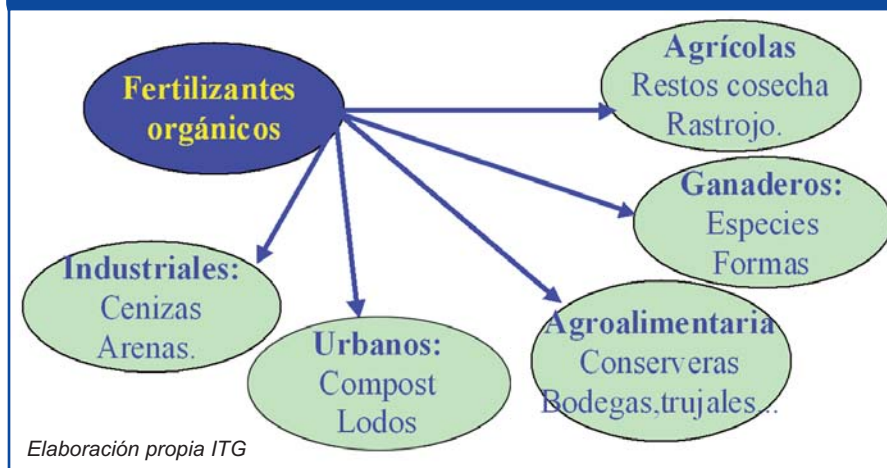 Fertilizantes
orgánicos
Agrícolas
Restos cosecha
Rastrojo.
Ganaderos:
Especies
Formas
Agroalimentaria
Conserveras
Bodegas,trujales...
Urbanos:
Compost
Lodos
Industriales:
Cenizas
Arenas.
Elaboración propia ITG